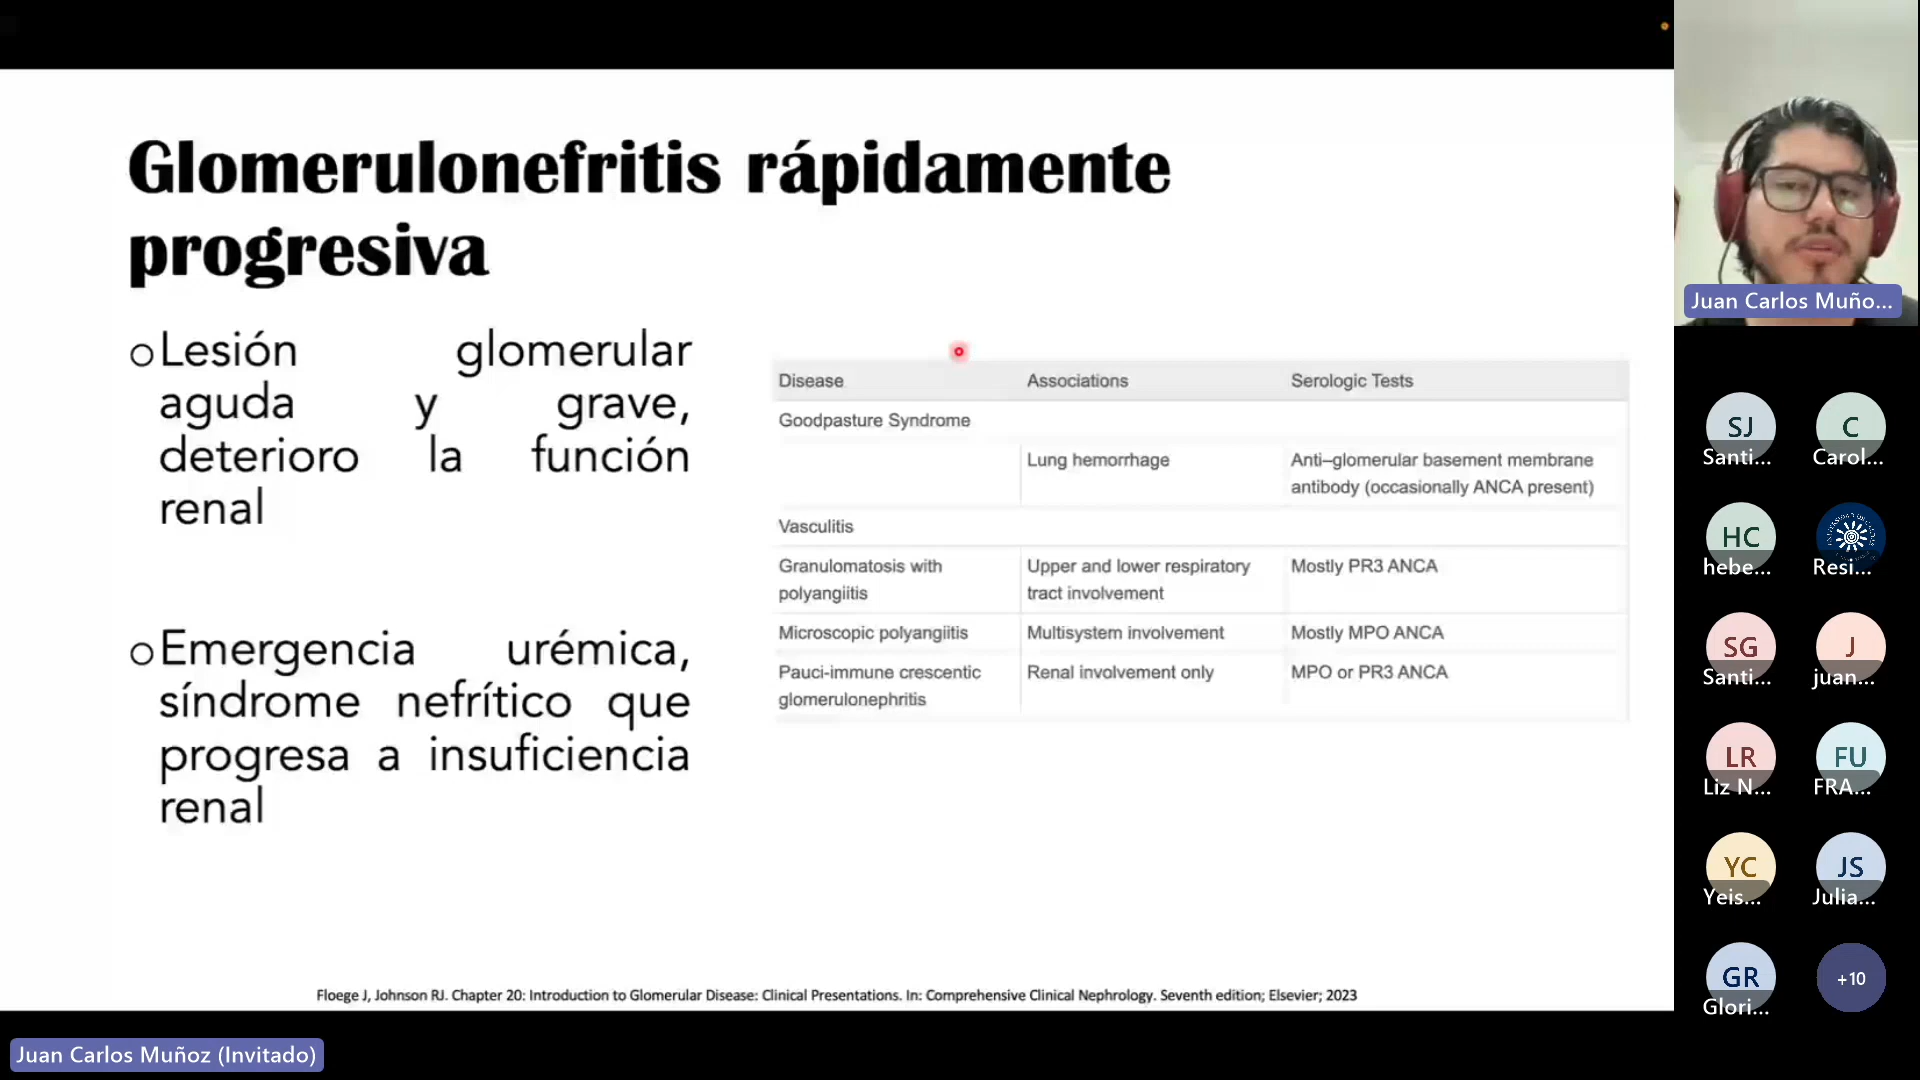 Glomerulonefritis rápidamente
progresiva
oLesión glomerular
aguda y grave,
deterioro la función
renal
oEmergencia urémica,
síndrome nefrítico que
progresa a insuficiencia
renal
Disease Associations Serologic Tests
Goodpasture Syndrome
Lung hemorrhage Anti–glomerular basement membrane
antibody (occasionally ANCA present)
Vasculitis
Granulomatosis with Upper and lower respiratory Mostly PR3 ANCA
polyangiitis tract involvement
Microscopic polyangiitis Multisystem involvement Mostly MPO ANCA
Pauci-immune crescentic Renal involvement only MPO or PR3 ANCA
glomerulonephritis
Floege J, Johnson RJ. Chapter 20: Introduction to Glomerular Disease: Clinical Presentations. In: Comprehensive Clinical Nephrology. Seventh edition; Elsevier; 2023
Juan Carlos Muñoz (Invitado)
Juan Carlos Muño...
SJ C
Santi... Carol...
HC
hebe... Resi...
SG J
Santi... juan...
LR FU
Liz N... FRA...
YC JS
Yeis... Julia...
GR +10
Glori...